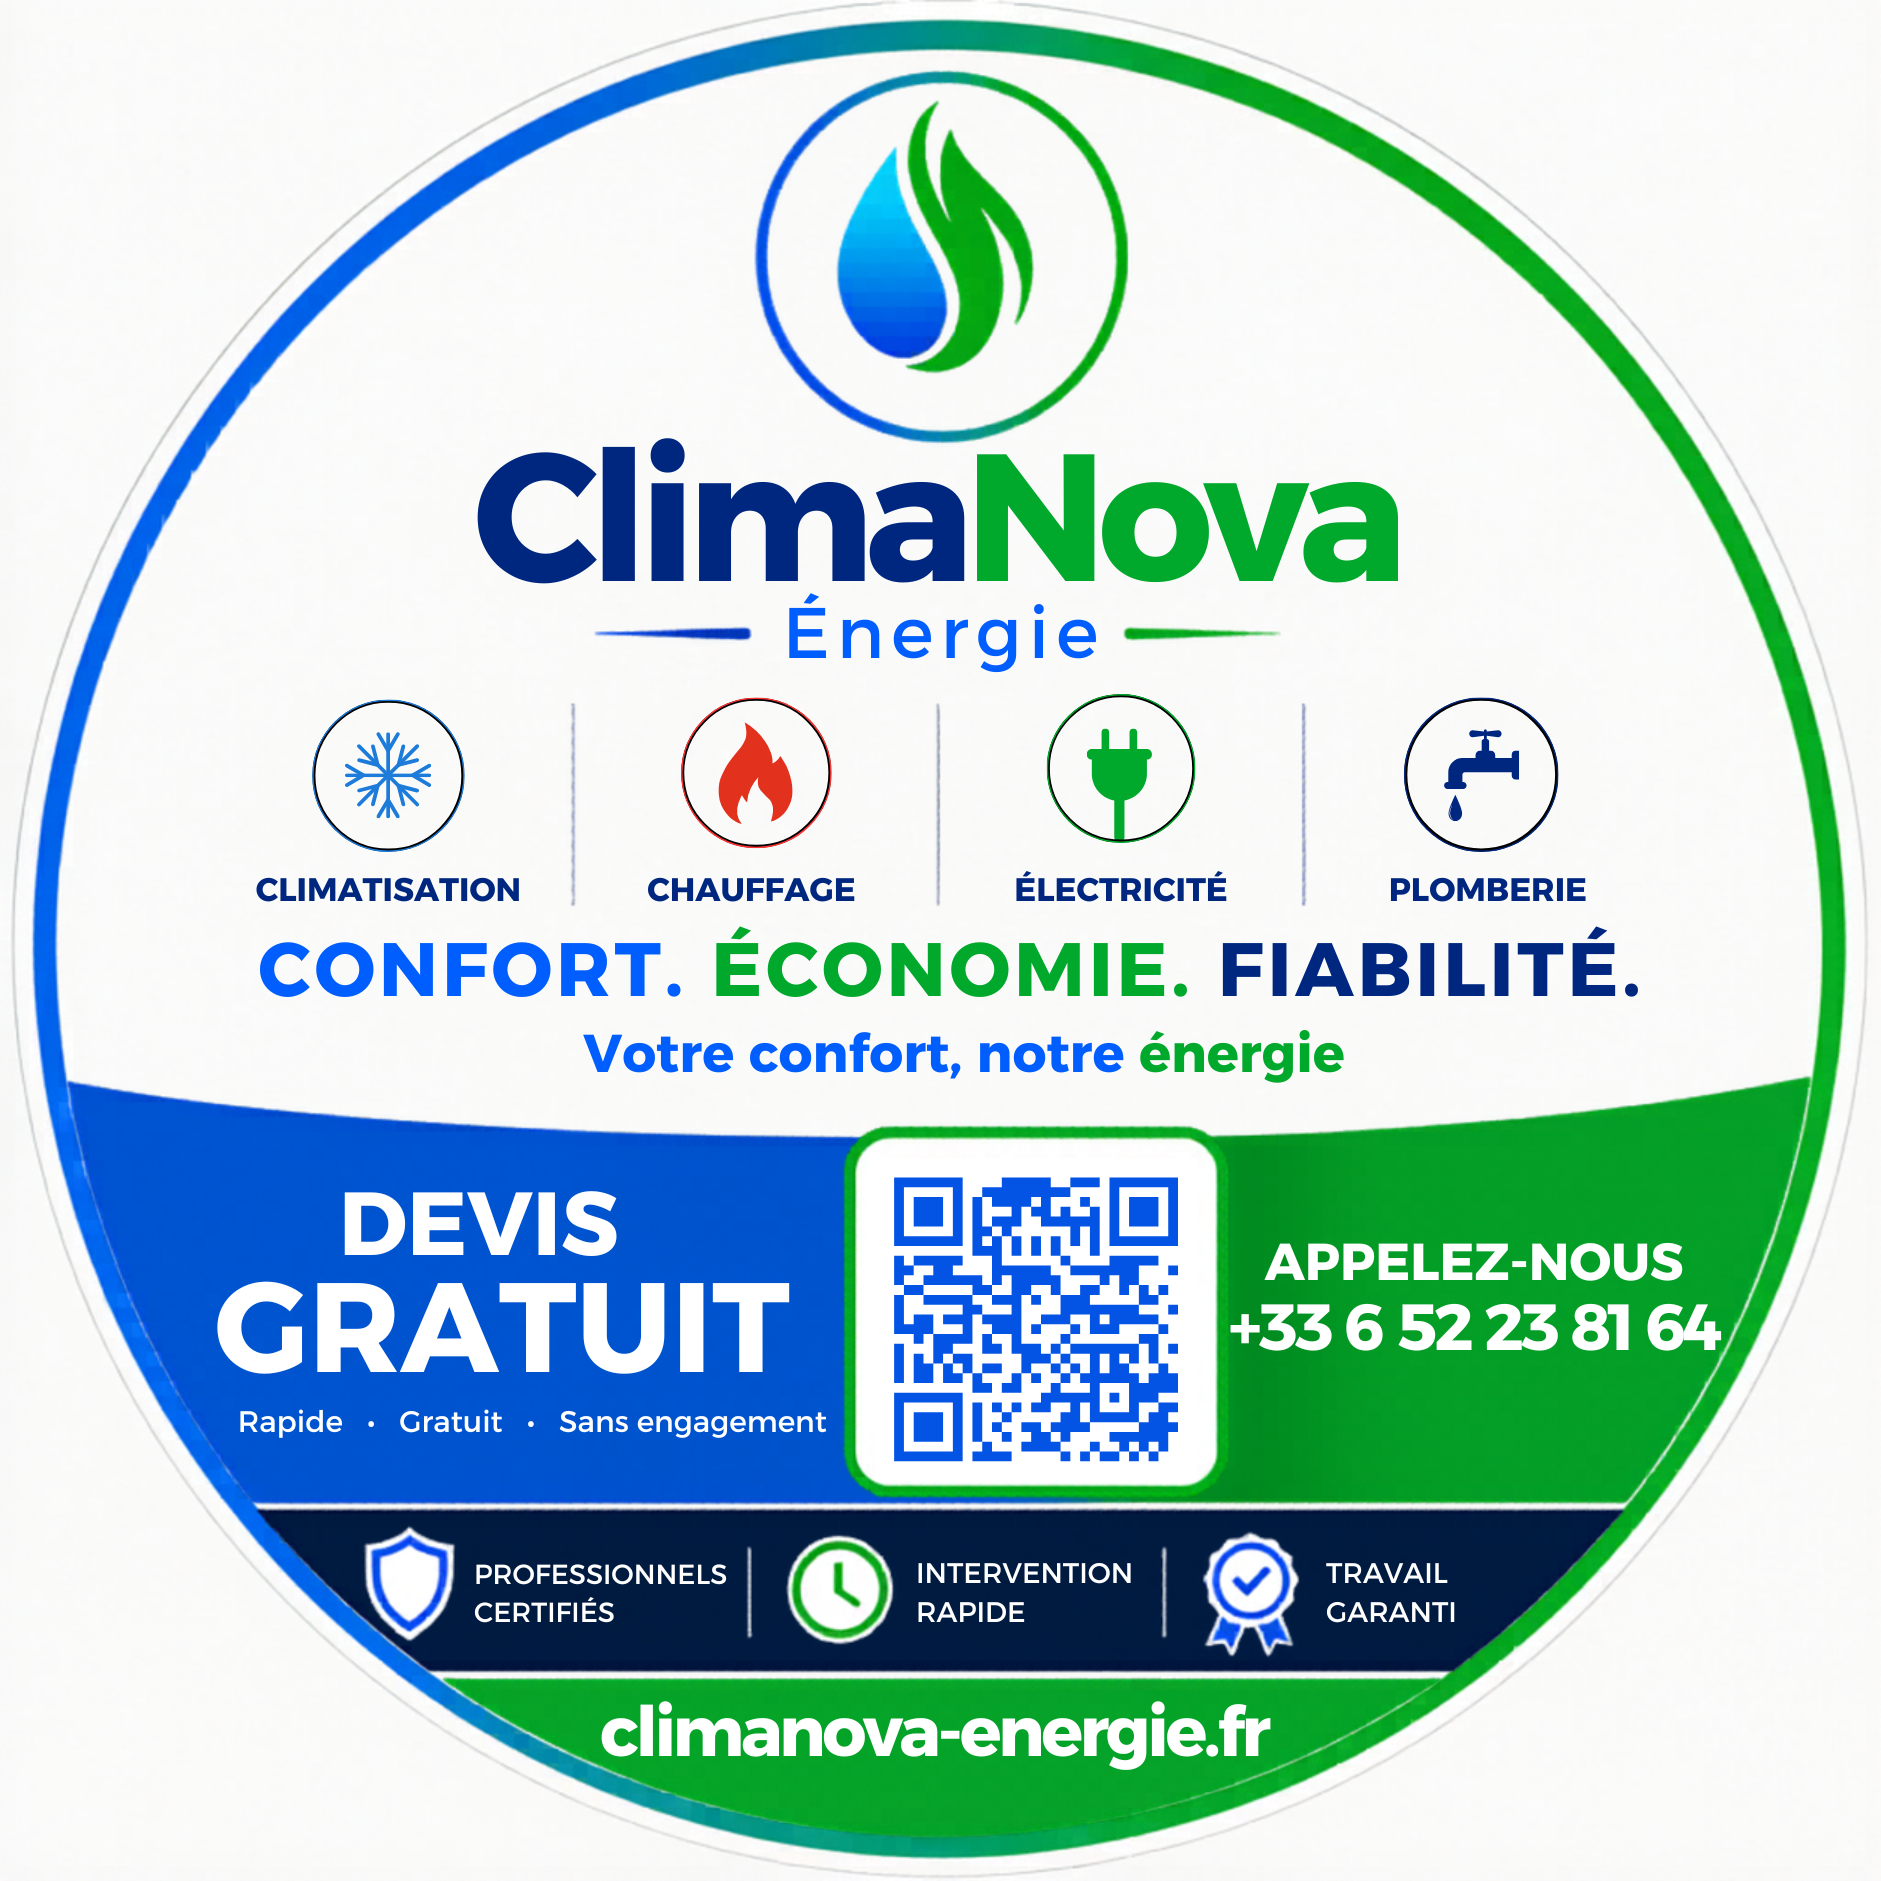 ClimaNova
Énergie
CLIMATISATION
CHAUFFAGE
ÉLECTRICITÉ
PLOMBERIE
CONFORT. ÉCONOMIE. FIABILITÉ.
Votre confort, notre énergie
DEVIS
GRATUIT
Rapide • Gratuit • Sans engagement
APPELEZ-NOUS
+33 6 52 23 81 64
PROFESSIONNELS
CERTIFIÉS
INTERVENTION
RAPIDE
TRAVAIL
GARANTI
climanova-energie.fr